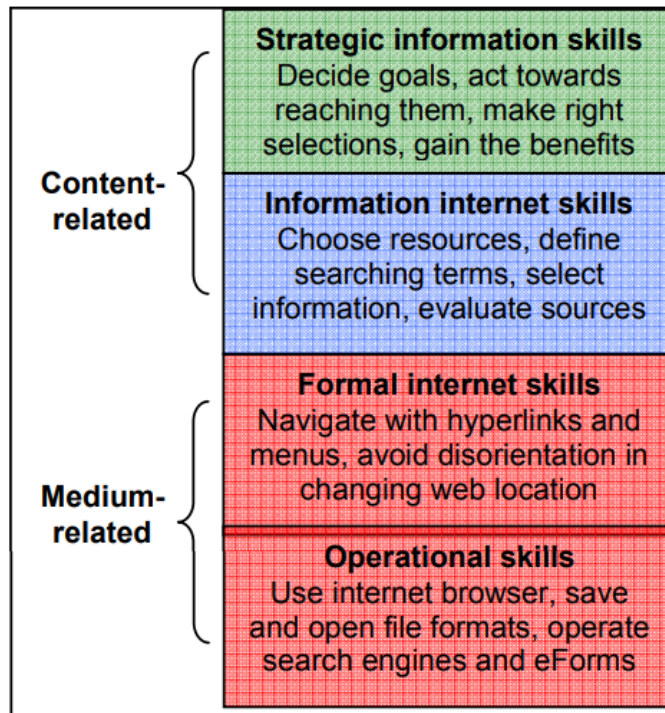 Strategic information skills
Decide goals, act towards
reaching them, make right
selections, gain the benefits
Content-
related
Information internet skills
Choose resources, define
searching terms, select
information, evaluate sources
Formal internet skills
Navigate with hyperlinks and
menus, avoid disorientation in
changing web location
Medium-
related
Operational skills
Use internet browser, save
and open file formats, operate
search engines and eForms